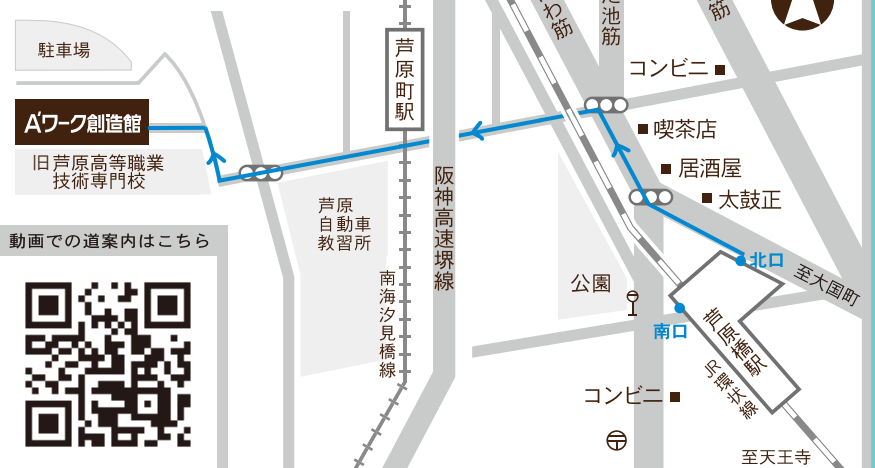 駐車場
A'ワーク創造館
旧芦原高等職業
技術専門校
動画での道案内はこちら
芦原町駅
芦原
自動車
教習所
南海汐見橋線
阪神高速堺線
わ筋
池筋
筋
コンビニ
喫茶店
居酒屋
太鼓正
北口
至大国町
公園
南口
芦原橋駅
JR環状線
コンビニ
至天王寺